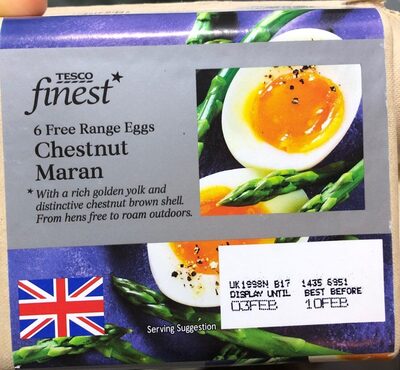 TESCO
finest*
6 Free Range Eggs
Chestnut
Maran
* With a rich golden yolk and
distinctive chestnut brown shell.
From hens free to roam outdoors.
UK1998N B17 1435 6951
DISPLAY UNTIL BEST BEFORE
03FEB 10FEB
Serving Suggestion